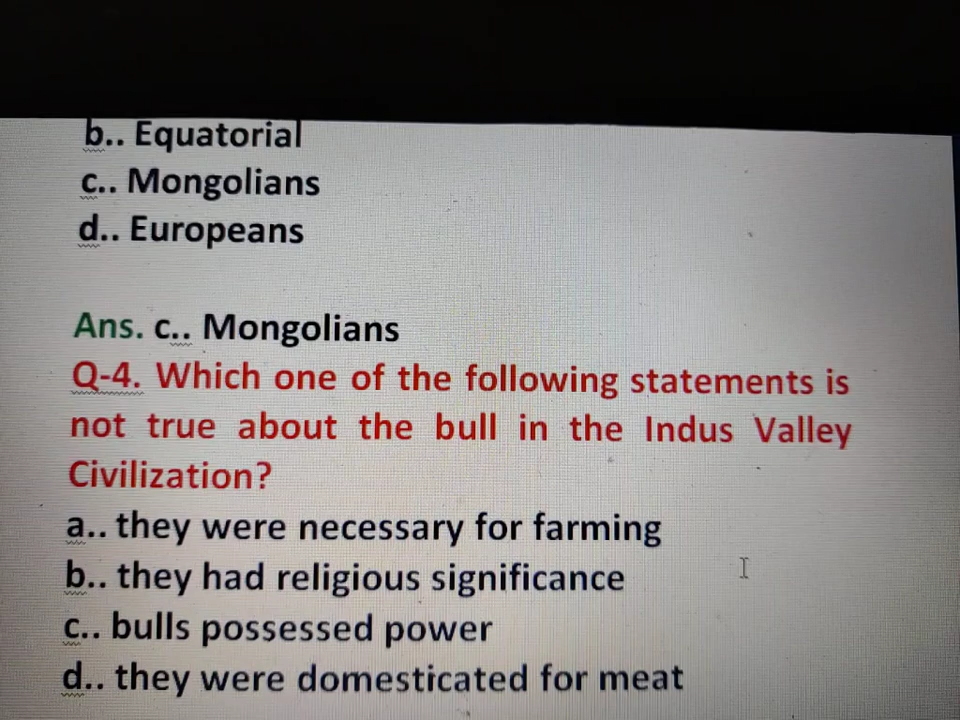 b.. Equatorial
c.. Mongolians
d.. Europeans
Ans. c.. Mongolians
Q-4. Which one of the following statements is
not true about the bull in the Indus Valley
Civilization?
a.. they were necessary for farming
b.. they had religious significance
c.. bulls possessed power
d.. they were domesticated for meat